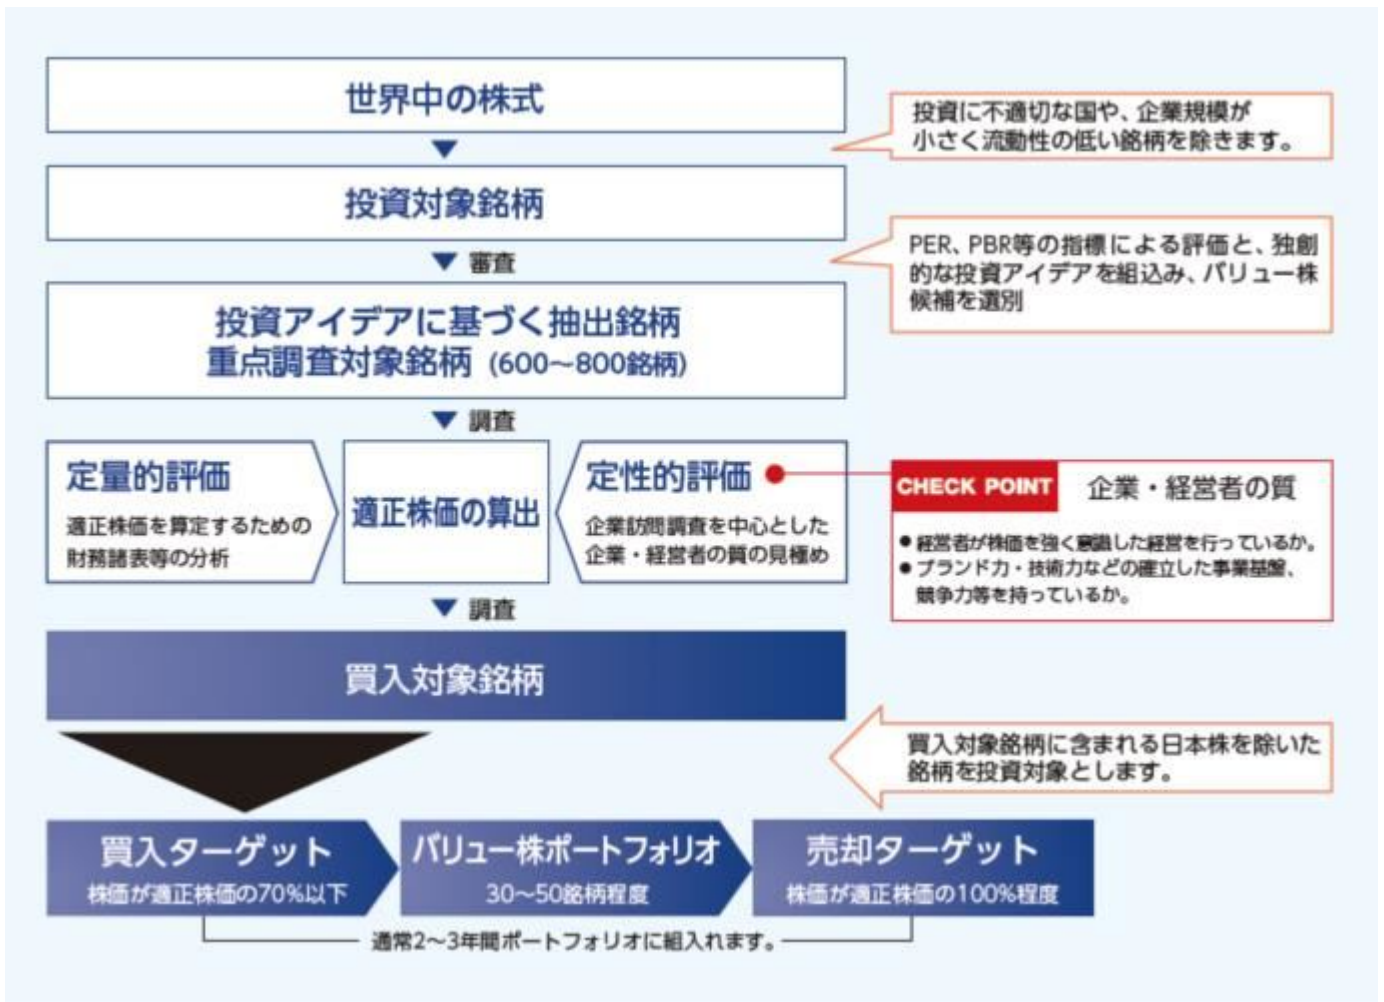 世界中の株式
投資に不適切な国や、企業規模が
小さく流動性の低い銘柄を除きます。
投資対象銘柄
審査
PER、PBR等の指標による評価と、独創
的な投資アイデアを組込み、バリュー株
候補を選別
投資アイデアに基づく抽出銘柄
重点調査対象銘柄 (600～800銘柄)
調査
定量的評価
適正株価を算定するための
財務諸表等の分析
適正株価の算出
定性的評価
企業訪問調査を中心とした
企業・経営者の質の見極め
CHECK POINT 企業・経営者の質
● 経営者が株価を強く意識した経営を行っているか。
● ブランド力・技術力などの確立した事業基盤、
競争力等を持っているか。
調査
買入対象銘柄
買入対象銘柄に含まれる日本株を除いた
銘柄を投資対象とします。
買入ターゲット
株価が適正株価の70%以下
バリュー株ポートフォリオ
30～50銘柄程度
売却ターゲット
株価が適正株価の100%程度
通常2～3年間ポートフォリオに組入れます。